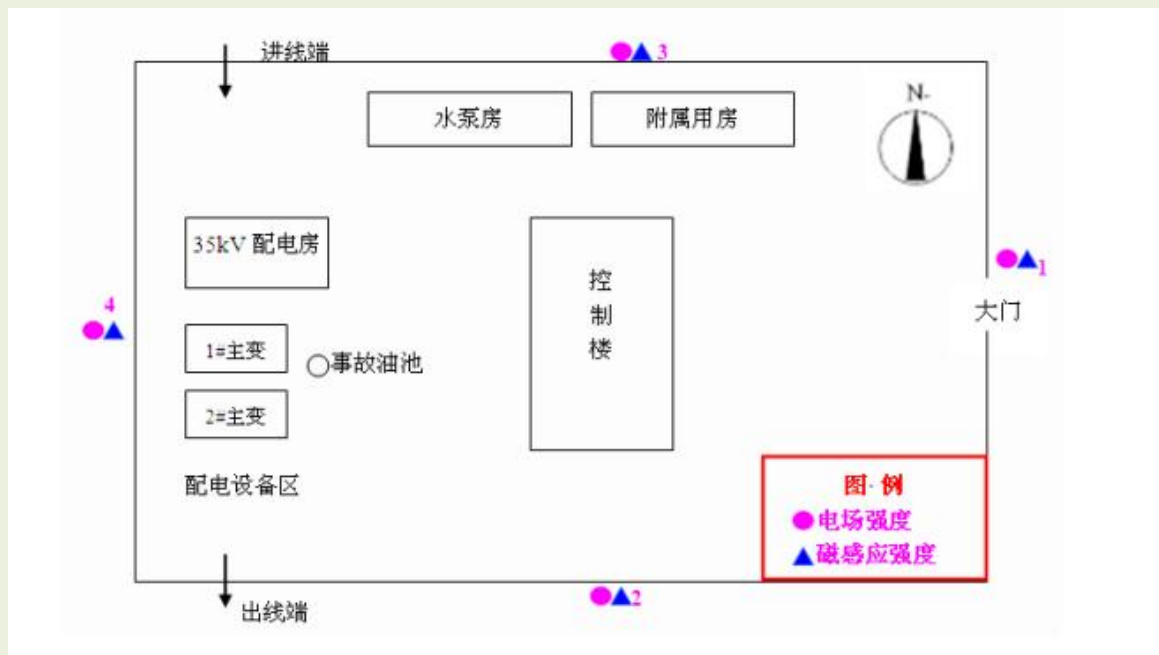 进线端
3
水泵房
附属用房
N-
35kV 配电房
控
制
楼
1
大门
4
1#主变
事故油池
2#主变
配电设备区
图·例
电场强度
磁感应强度
出线端
2